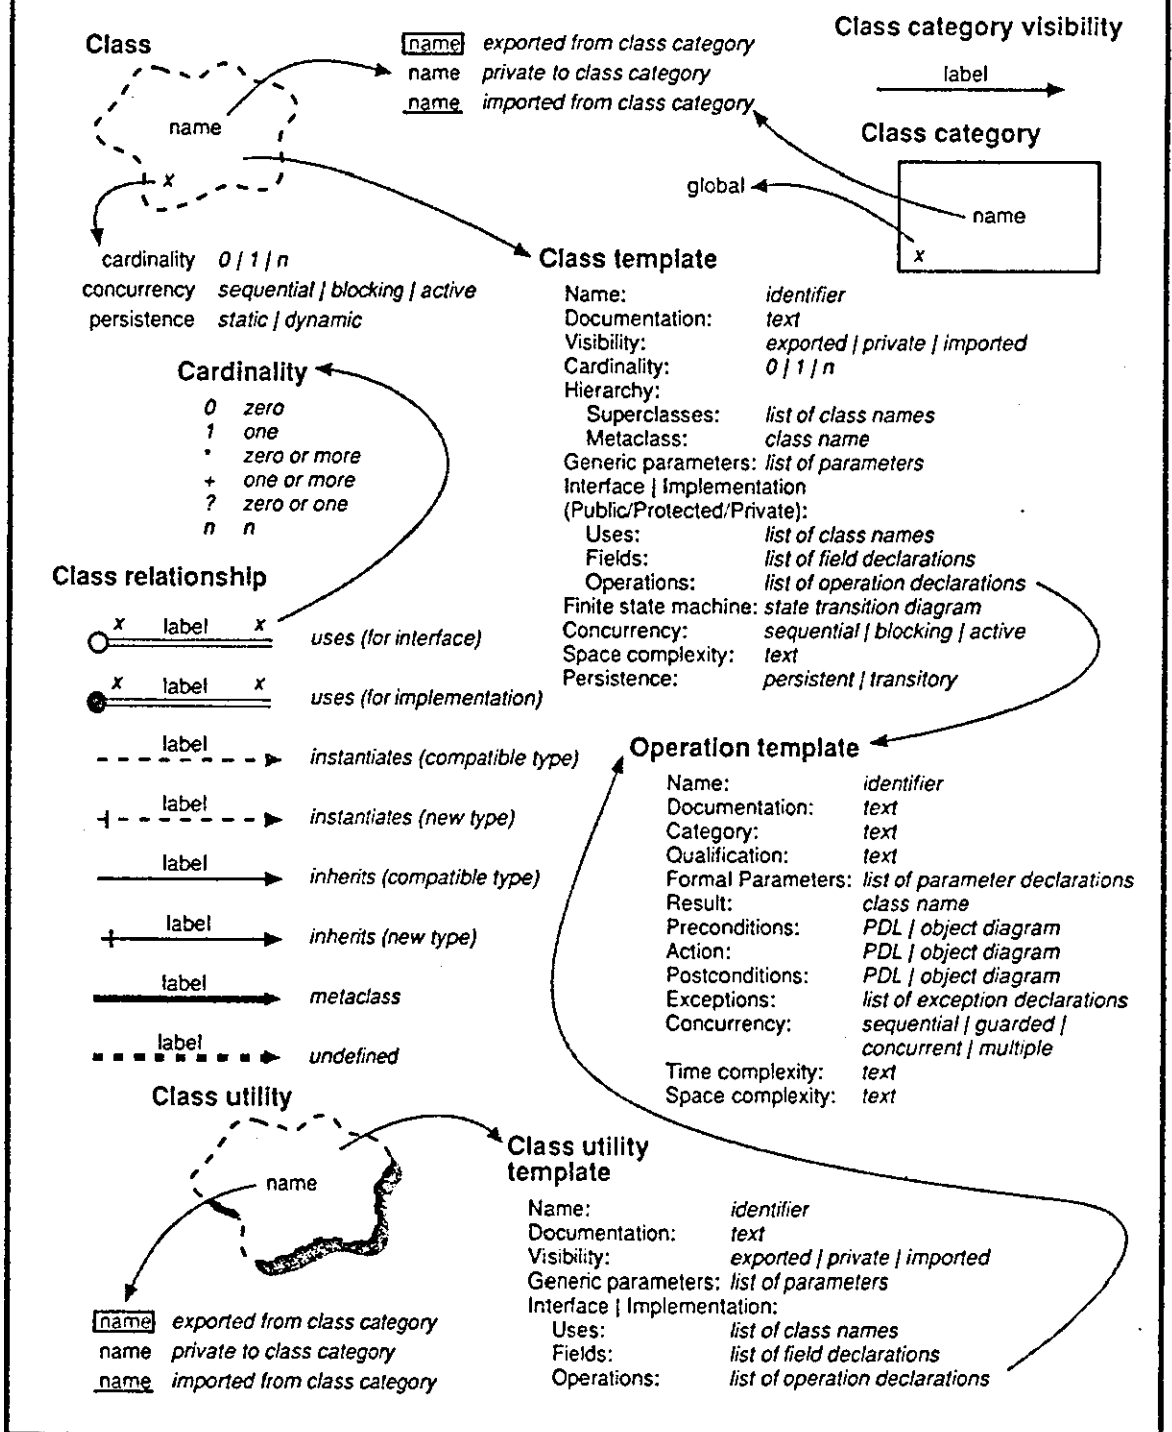 Class
name exported from class category
name private to class category
name imported from class category
Class category visibility
label
Class category
name
x
global
name
x
cardinality 0 | 1 | n
concurrency sequential | blocking | active
persistence static | dynamic
Class template
Name: identifier
Documentation: text
Visibility: exported | private | imported
Cardinality: 0 | 1 | n
Hierarchy:
Superclasses: list of class names
Metaclass: class name
Generic parameters: list of parameters
Interface | Implementation
(Public/Protected/Private):
Uses: list of class names
Fields: list of field declarations
Operations: list of operation declarations
Finite state machine: state transition diagram
Concurrency: sequential | blocking | active
Space complexity: text
Persistence: persistent | transitory
Cardinality
0 zero
1 one
* zero or more
+ one or more
? zero or one
n n
Class relationship
x label x uses (for interface)
x label x uses (for implementation)
label instantiates (compatible type)
label instantiates (new type)
label inherits (compatible type)
label inherits (new type)
label metaclass
label undefined
Operation template
Name: identifier
Documentation: text
Category: text
Qualification: text
Formal Parameters: list of parameter declarations
Result: class name
Preconditions: PDL | object diagram
Action: PDL | object diagram
Postconditions: PDL | object diagram
Exceptions: list of exception declarations
Concurrency: sequential | guarded |
concurrent | multiple
Time complexity: text
Space complexity: text
Class utility
name
name exported from class category
name private to class category
name imported from class category
Class utility
template
Name: identifier
Documentation: text
Visibility: exported | private | imported
Generic parameters: list of parameters
Interface | Implementation:
Uses: list of class names
Fields: list of field declarations
Operations: list of operation declarations